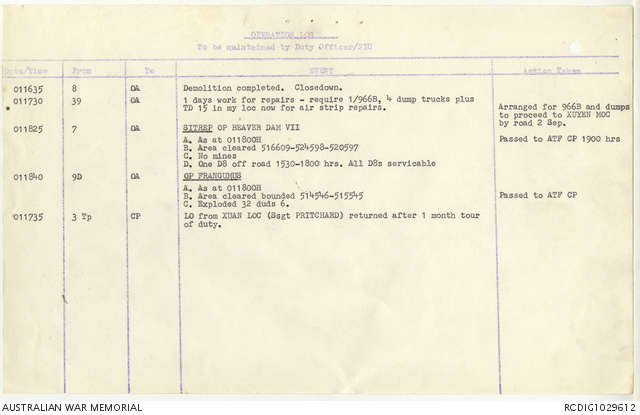 OPERATION LOG
To be maintained by Duty Officer/2IC
Date/Time From To EVENT Action Taken
011635 8 OA Demolition completed. Closedown.
011730 39 OA 1 days work for repairs - require 1/966B, 4 dump trucks plus
TD 15 in my loc now for air strip repairs. Arranged for 966B and dumps
to proceed to XUYEN MOC
by road 2 Sep.
011825 7 OA SITREP OP BEAVER DAM VII
A. As at 011800H Passed to ATF CP 1900 hrs
B. Area cleared 516609-524598-520597
C. No mines
D. One D8 off road 1530-1800 hrs. All D8s servicable
011840 9D OA OP FRANGUMUS
A. As at 011800H
B. Area cleared bounded 514546-515545 Passed to ATF CP
C. Exploded 32 duds 6.
011735 3 Tp CP LO from XUAN LOC (Ssgt PRITCHARD) returned after 1 month tour
of duty.
AUSTRALIAN WAR MEMORIAL RCDIG1029612